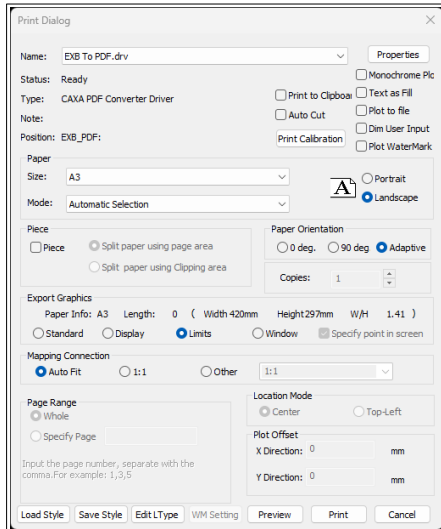 Print Dialog
Name: EXB To PDF.drv Properties
Status: Ready Monochrome Plo
Type: CAXA PDF Converter Driver Print to Clipboar Text as Fill
Auto Cut Plot to file
Note: Dim User Input
Position: EXB_PDF: Print Calibration Plot WaterMark
Paper
Size: A3 A Portrait
Landscape
Mode: Automatic Selection
Piece Paper Orientation
Piece Split paper using page area 0 deg. 90 deg Adaptive
Split paper using Clipping area
Copies: 1
Export Graphics
Paper Info: A3 Length: 0 ( Width 420mm Height 297mm W/H 1.41 )
Standard Display Limits Window Specify point in screen
Mapping Connection
Auto Fit 1:1 Other 1:1
Page Range Location Mode
Whole Center Top-Left
Specify Page Plot Offset
X Direction: 0 mm
Input the page number, separate with the
comma.For example: 1,3,5
Y Direction: 0 mm
Load Style Save Style Edit LType WM Setting Preview Print Cancel